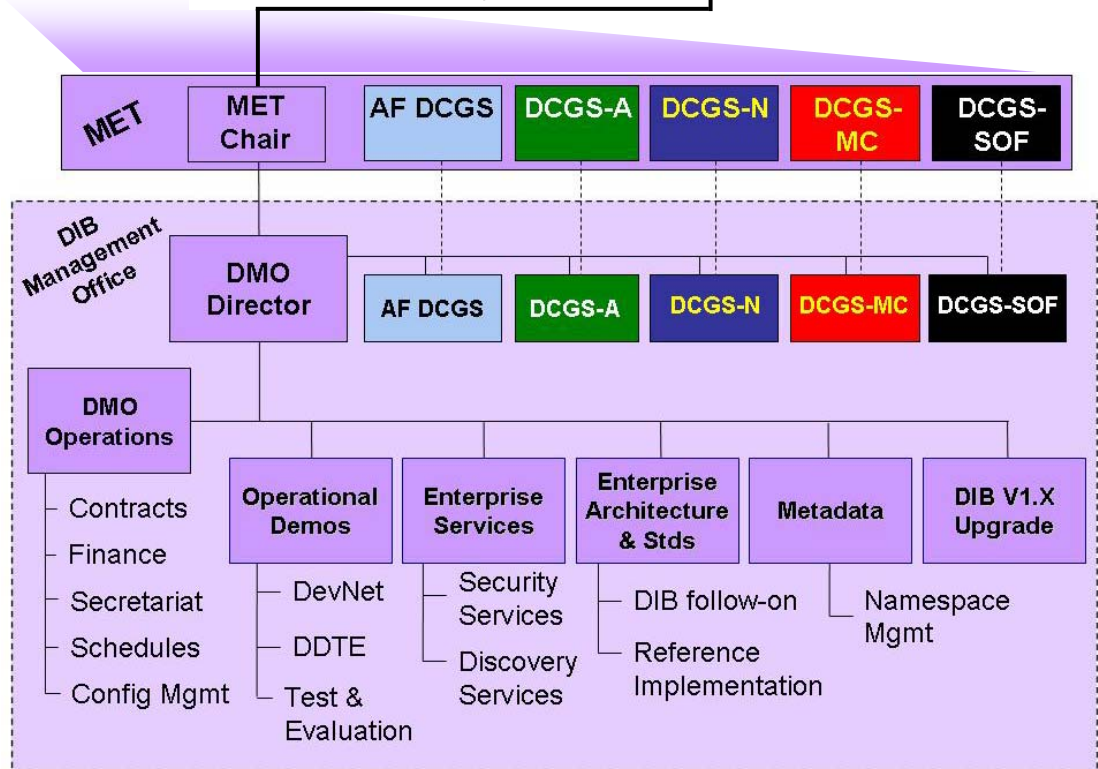 MET
MET
Chair
AF DCGS
DCGS-A
DCGS-N
DCGS-
MC
DCGS-
SOF
DIB
Management
Office
DMO
Director
AF DCGS
DCGS-A
DCGS-N
DCGS-MC
DCGS-SOF
DMO
Operations
Contracts
Finance
Secretariat
Schedules
Config Mgmt
Operational
Demos
DevNet
DDTE
Test &
Evaluation
Enterprise
Services
Security
Services
Discovery
Services
Enterprise
Architecture
& Stds
DIB follow-on
Reference
Implementation
Metadata
Namespace
Mgmt
DIB V1.X
Upgrade